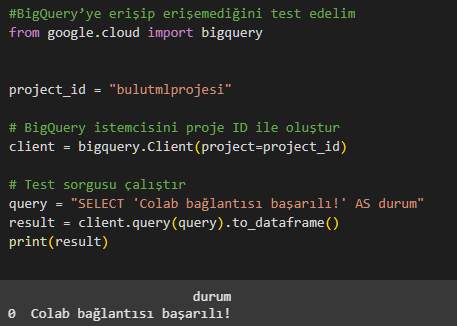 #BigQuery’ye erişip erişemediğini test edelim
from google.cloud import bigquery
project_id = "bulutmlprojesi"
# BigQuery istemcisini proje ID ile oluştur
client = bigquery.Client(project=project_id)
# Test sorgusu çalıştır
query = "SELECT 'Colab bağlantısı başarılı!' AS durum"
result = client.query(query).to_dataframe()
print(result)
durum
0 Colab bağlantısı başarılı!